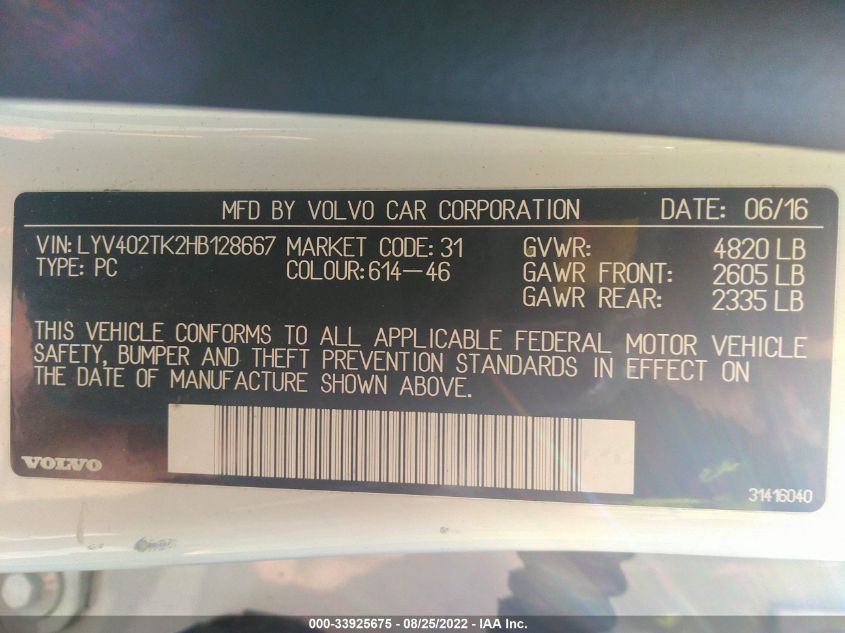 MFD BY VOLVO CAR CORPORATION DATE: 06/16
VIN: LYV402TK2HB128667 MARKET CODE: 31 GVWR: 4820 LB
TYPE: PC COLOUR: 614-46 GAWR FRONT: 2605 LB
GAWR REAR: 2335 LB
THIS VEHICLE CONFORMS TO ALL APPLICABLE FEDERAL MOTOR VEHICLE
SAFETY, BUMPER AND THEFT PREVENTION STANDARDS IN EFFECT ON
THE DATE OF MANUFACTURE SHOWN ABOVE.
VOLVO
31416040
000-33925675 - 08/25/2022 - IAA Inc.